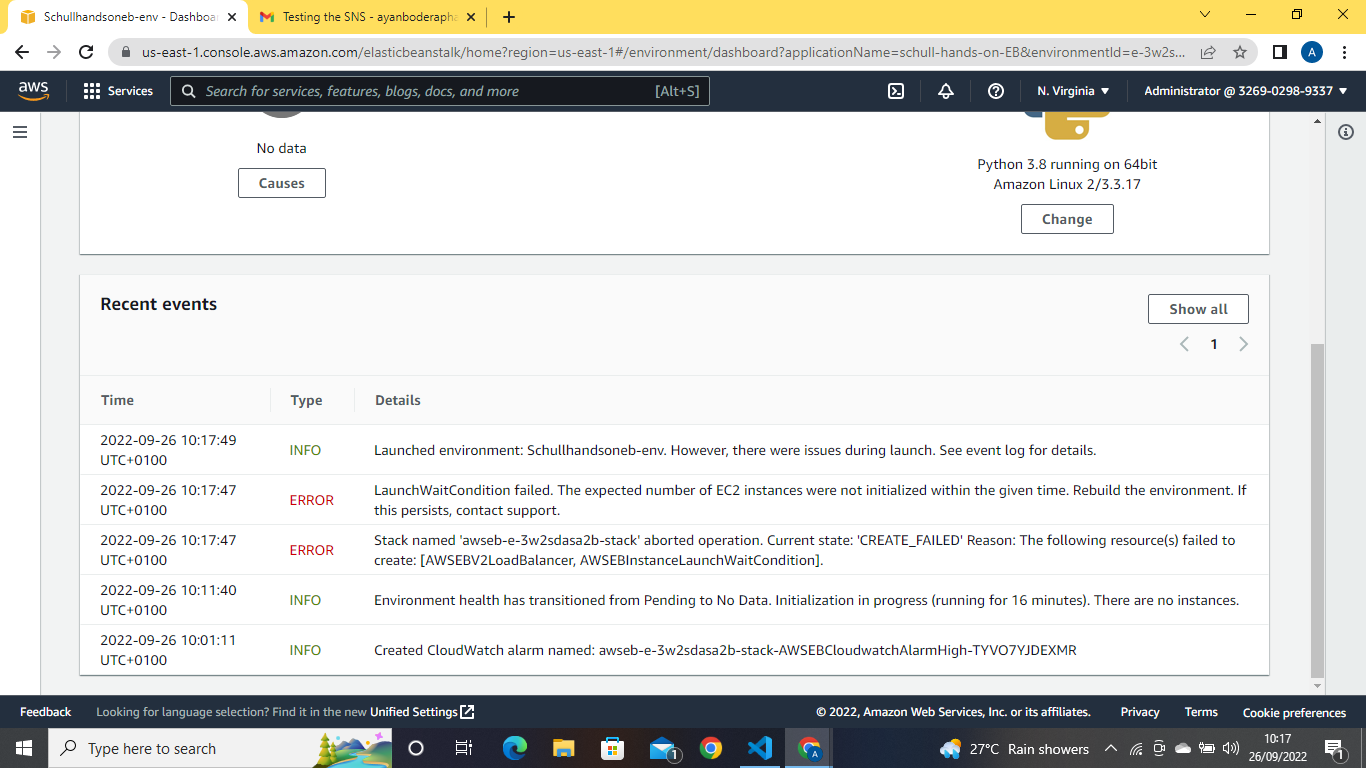 Schullhandsoneb-env - Dashboa
Testing the SNS - ayanboderapha
us-east-1.console.aws.amazon.com/elasticbeanstalk/home?region=us-east-1#/environment/dashboard?applicationName=schull-hands-on-EB&environmentId=e-3w2s...
A
aws
Services
Search for services, features, blogs, docs, and more
[Alt+S]
N. Virginia
Administrator @ 3269-0298-9337
No data
Causes
Python 3.8 running on 64bit
Amazon Linux 2/3.3.17
Change
Recent events
Show all
1
Time Type Details
2022-09-26 10:17:49
UTC+0100
INFO
Launched environment: Schullhandsoneb-env. However, there were issues during launch. See event log for details.
2022-09-26 10:17:47
UTC+0100
ERROR
LaunchWaitCondition failed. The expected number of EC2 instances were not initialized within the given time. Rebuild the environment. If
this persists, contact support.
2022-09-26 10:17:47
UTC+0100
ERROR
Stack named 'awseb-e-3w2sdasa2b-stack' aborted operation. Current state: 'CREATE_FAILED' Reason: The following resource(s) failed to
create: [AWSEBV2LoadBalancer, AWSEBInstanceLaunchWaitCondition].
2022-09-26 10:11:40
UTC+0100
INFO
Environment health has transitioned from Pending to No Data. Initialization in progress (running for 16 minutes). There are no instances.
2022-09-26 10:01:11
UTC+0100
INFO
Created CloudWatch alarm named: awseb-e-3w2sdasa2b-stack-AWSEBCloudwatchAlarmHigh-TYVO7YJDEXMR
Feedback
Looking for language selection? Find it in the new Unified Settings
© 2022, Amazon Web Services, Inc. or its affiliates.
Privacy
Terms
Cookie preferences
Type here to search
1
A
27°C Rain showers
10:17
26/09/2022
1